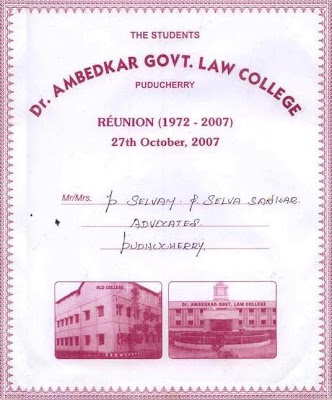 THE STUDENTS
Dr. AMBEDKAR GOVT. LAW COLLEGE
PUDUCHERRY
RÉUNION (1972 - 2007)
27th October, 2007
Mr/Mrs. P. SELVAM, P. SELVA SANKAR
ADVOCATES
PUDHUCHERRY
OLD COLLEGE
Dr. AMBEDKAR GOVT. LAW COLLEGE